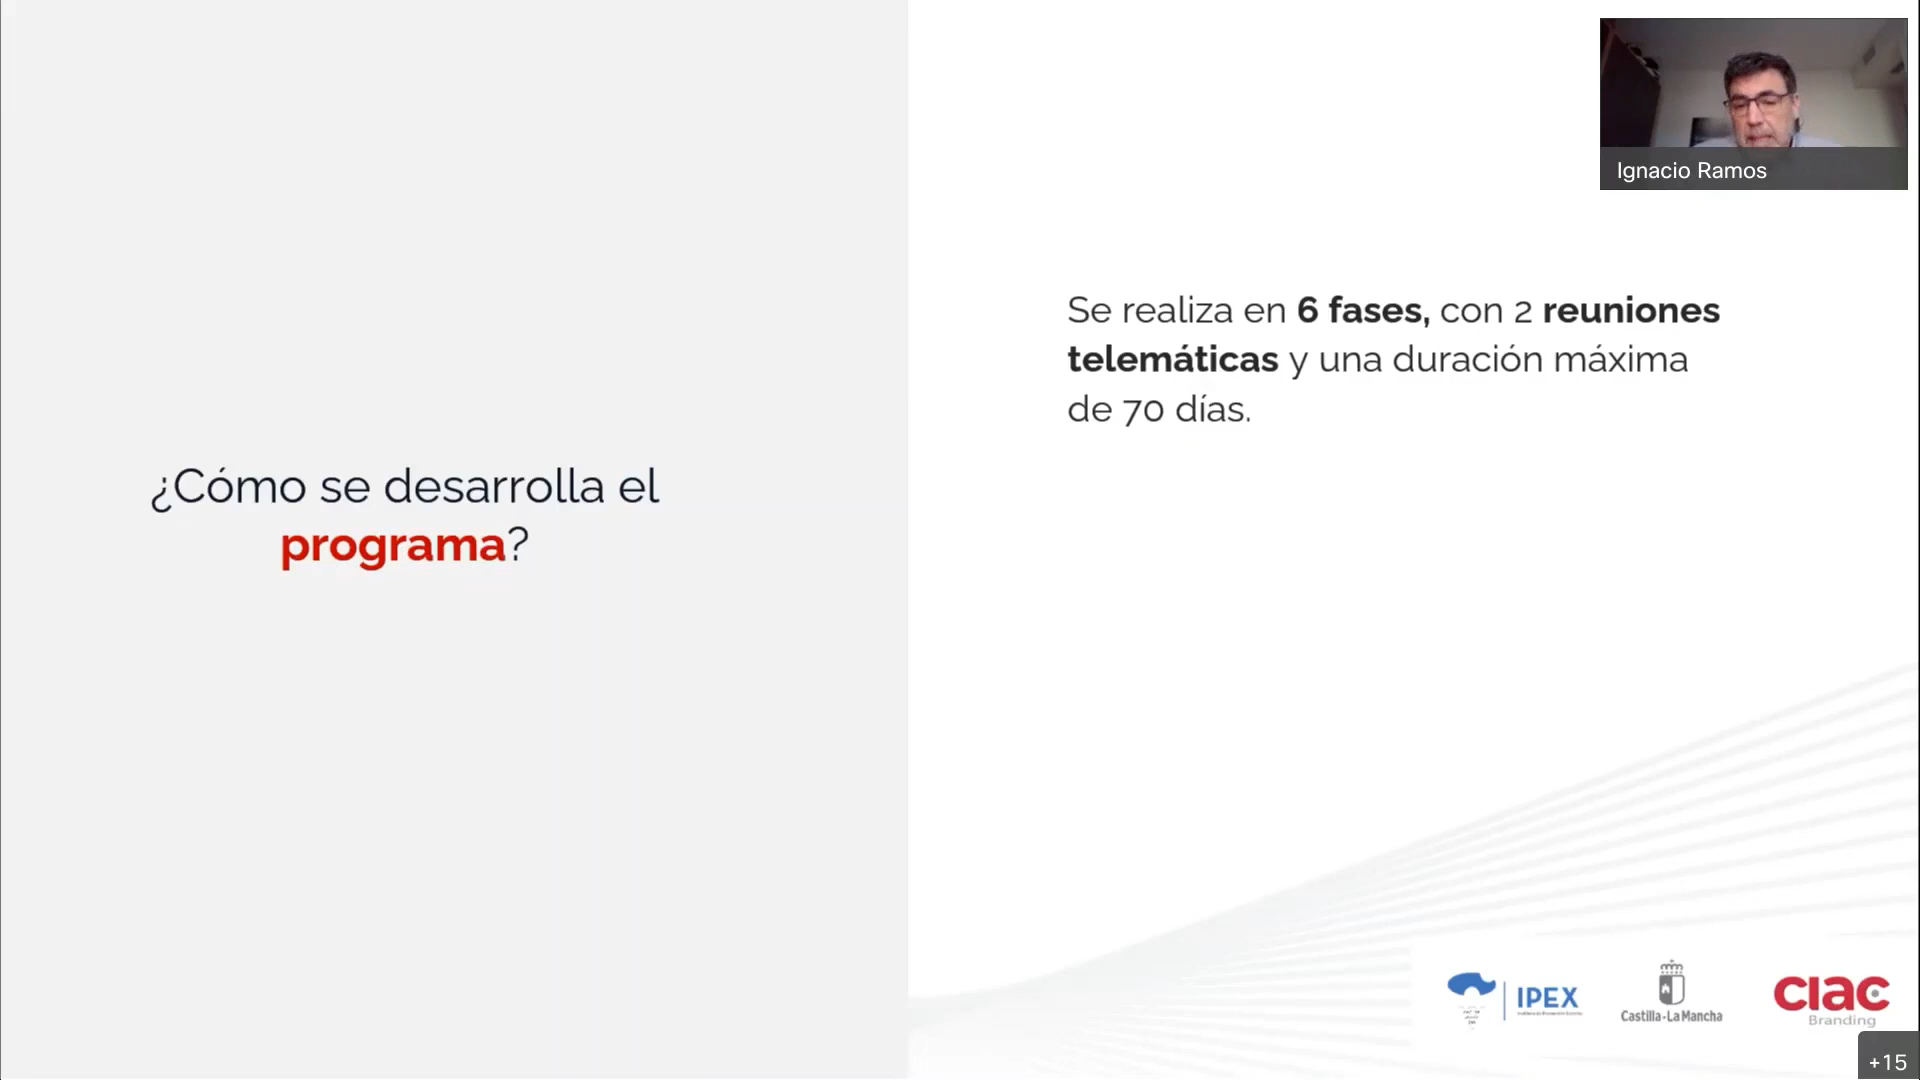 Ignacio Ramos
Se realiza en 6 fases, con 2 reuniones
telemáticas y una duración máxima
de 70 días.
¿Cómo se desarrolla el
programa?
IPEX
Castilla-La Mancha
CIAC
Branding
+15